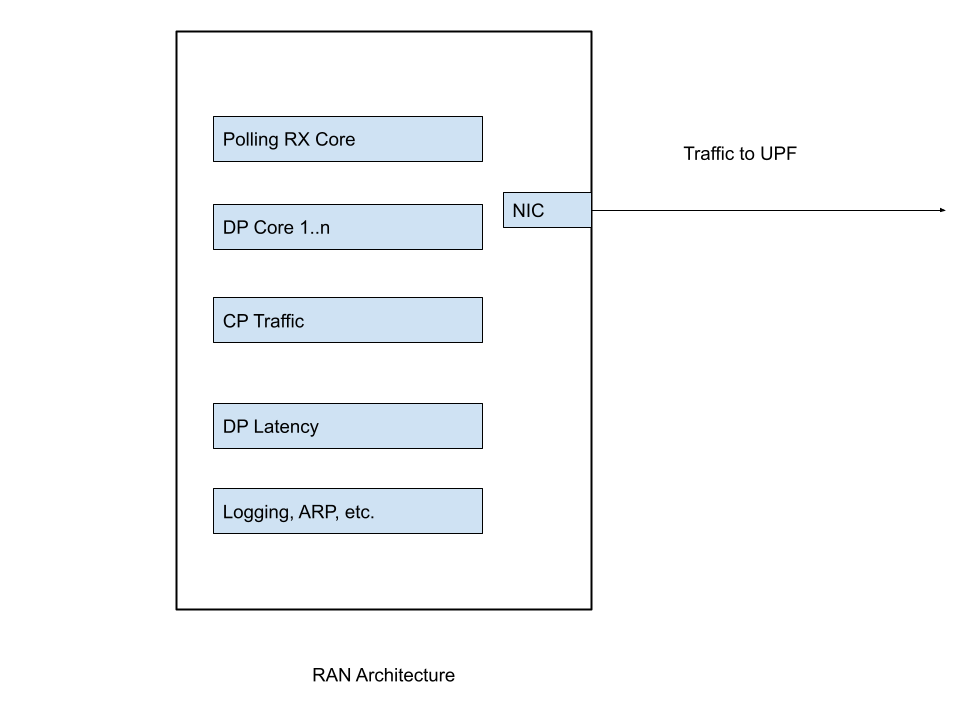 Polling RX Core
Traffic to UPF
NIC
DP Core 1..n
CP Traffic
DP Latency
Logging, ARP, etc.
RAN Architecture